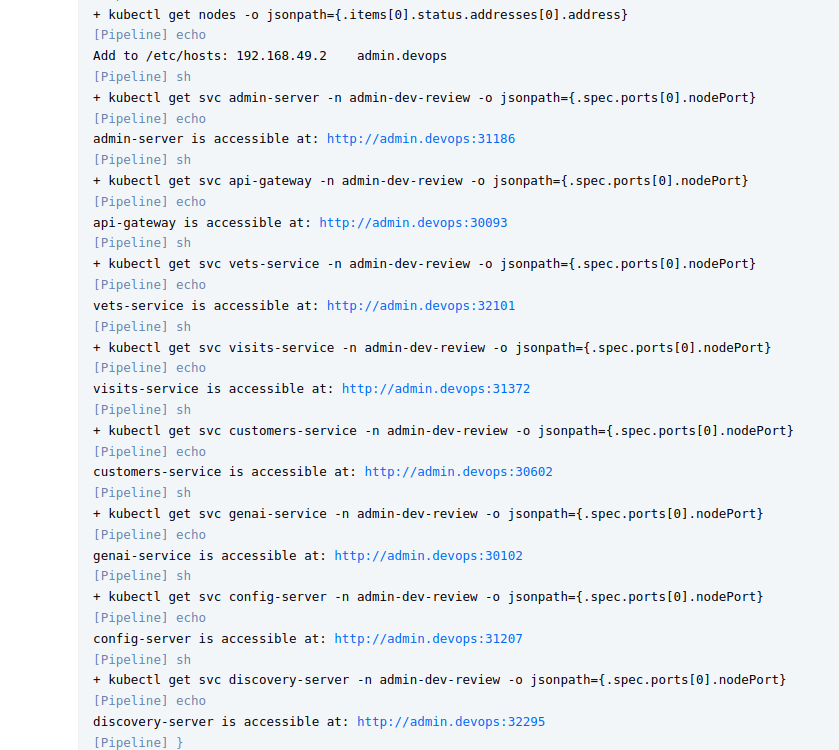 + kubectl get nodes -o jsonpath={.items[0].status.addresses[0].address}
[Pipeline] echo
Add to /etc/hosts: 192.168.49.2    admin.devops
[Pipeline] sh
+ kubectl get svc admin-server -n admin-dev-review -o jsonpath={.spec.ports[0].nodePort}
[Pipeline] echo
admin-server is accessible at: http://admin.devops:31186
[Pipeline] sh
+ kubectl get svc api-gateway -n admin-dev-review -o jsonpath={.spec.ports[0].nodePort}
[Pipeline] echo
api-gateway is accessible at: http://admin.devops:30093
[Pipeline] sh
+ kubectl get svc vets-service -n admin-dev-review -o jsonpath={.spec.ports[0].nodePort}
[Pipeline] echo
vets-service is accessible at: http://admin.devops:32101
[Pipeline] sh
+ kubectl get svc visits-service -n admin-dev-review -o jsonpath={.spec.ports[0].nodePort}
[Pipeline] echo
visits-service is accessible at: http://admin.devops:31372
[Pipeline] sh
+ kubectl get svc customers-service -n admin-dev-review -o jsonpath={.spec.ports[0].nodePort}
[Pipeline] echo
customers-service is accessible at: http://admin.devops:30602
[Pipeline] sh
+ kubectl get svc genai-service -n admin-dev-review -o jsonpath={.spec.ports[0].nodePort}
[Pipeline] echo
genai-service is accessible at: http://admin.devops:30102
[Pipeline] sh
+ kubectl get svc config-server -n admin-dev-review -o jsonpath={.spec.ports[0].nodePort}
[Pipeline] echo
config-server is accessible at: http://admin.devops:31207
[Pipeline] sh
+ kubectl get svc discovery-server -n admin-dev-review -o jsonpath={.spec.ports[0].nodePort}
[Pipeline] echo
discovery-server is accessible at: http://admin.devops:32295
[Pipeline] }